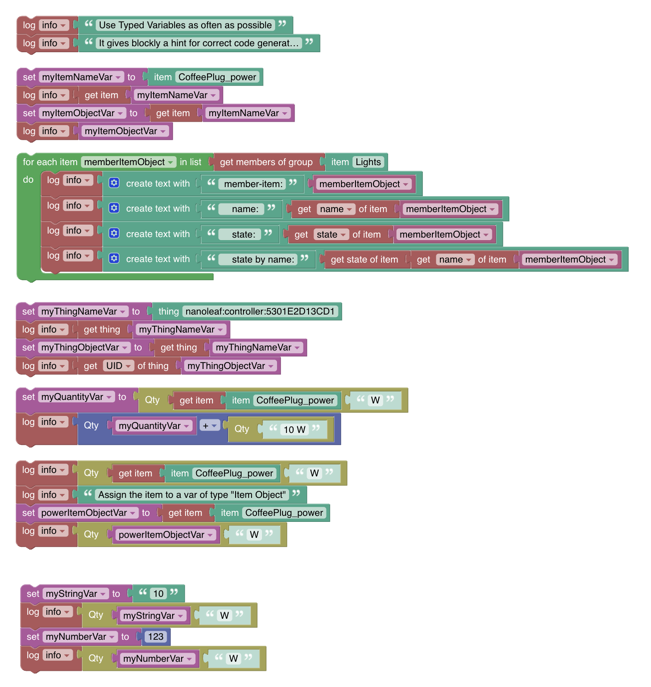 log info “ Use Typed Variables as often as possible ”
log info “ It gives blockly a hint for correct code generat... ”
set myItemNameVar to item CoffeePlug_power
log info get item myItemNameVar
set myItemObjectVar to get item myItemNameVar
log info myItemObjectVar
for each item memberItemObject in list get members of group item Lights
do log info create text with “ member-item: ” memberItemObject
log info create text with “ name: ” get name of item memberItemObject
log info create text with “ state: ” get state of item memberItemObject
log info create text with “ state by name: ” get state of item get name of item memberItemObject
set myThingNameVar to thing nanoleaf:controller:5301E2D13CD1
log info get thing myThingNameVar
set myThingObjectVar to get thing myThingNameVar
log info get UID of thing myThingObjectVar
set myQuantityVar to Qty get item item CoffeePlug_power “ W ”
log info Qty myQuantityVar + Qty “ 10 W ”
log info Qty get item item CoffeePlug_power “ W ”
log info “ Assign the item to a var of type "Item Object" ”
set powerItemObjectVar to get item item CoffeePlug_power
log info Qty powerItemObjectVar “ W ”
set myStringVar to “ 10 ”
log info Qty myStringVar “ W ”
set myNumberVar to 123
log info Qty myNumberVar “ W ”